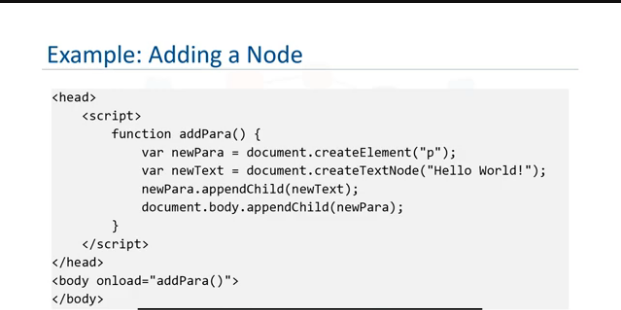 Example: Adding a Node
<head>
<script>
function addPara() {
var newPara = document.createElement("p");
var newText = document.createTextNode("Hello World!");
newPara.appendChild(newText);
document.body.appendChild(newPara);
}
</script>
</head>
<body onload="addPara()">
</body>